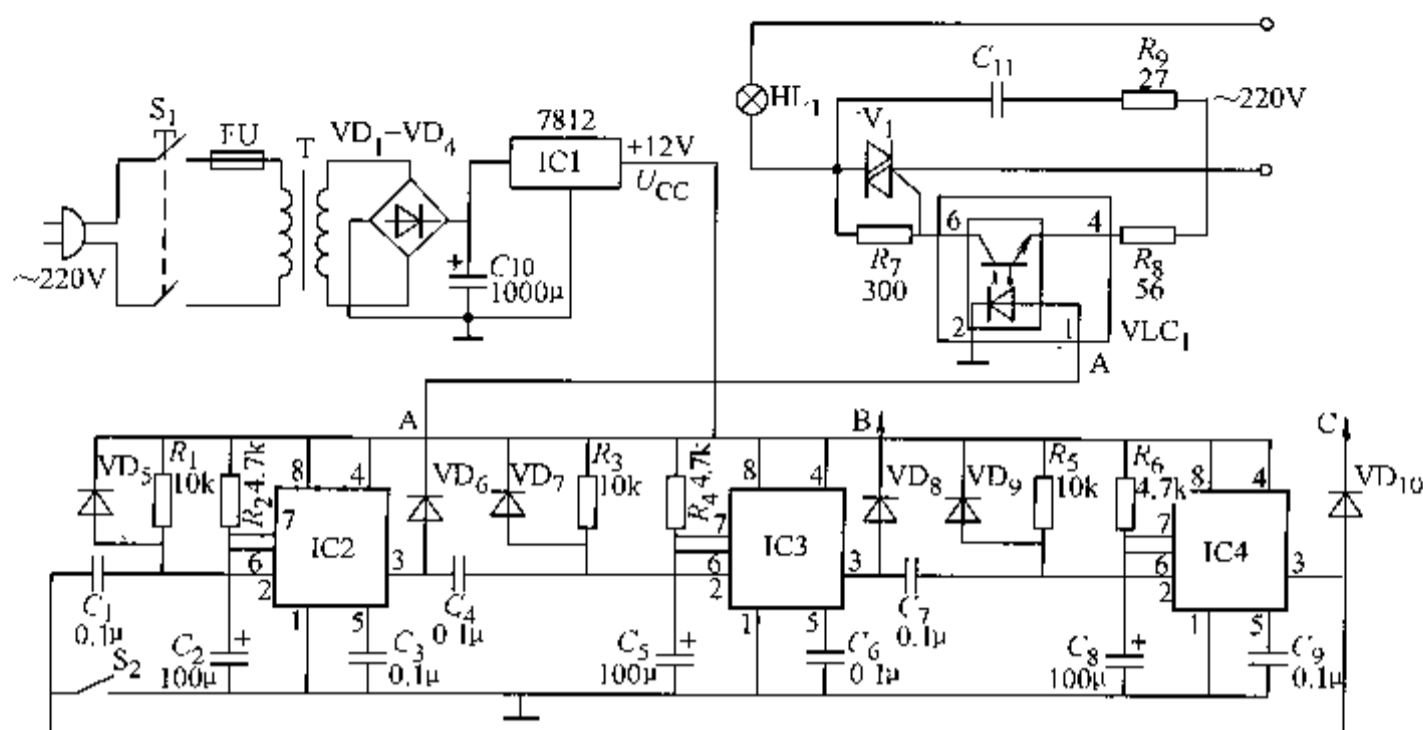 C11
R9
27
HL1
~220V
S1
FU
T
VD1-VD4
7812
IC1
+12V
UCC
V1
6
4
R7
300
R8
56
2
1
VLC1
A
~220V
C10
1000μ
+
A
B
C
VD5
R1
10k
R2
4.7k
8
4
7
6
2
IC2
3
1
5
VD6
VD7
R3
10k
R4
4.7k
8
4
7
6
2
IC3
3
1
5
VD8
VD9
R5
10k
R6
4.7k
8
4
7
6
2
IC4
3
1
5
VD10
C1
0.1μ
S2
C2
100μ
+
C3
0.1μ
C4
0.1μ
C5
100μ
+
C6
0.1μ
C7
0.1μ
C8
100μ
+
C9
0.1μ